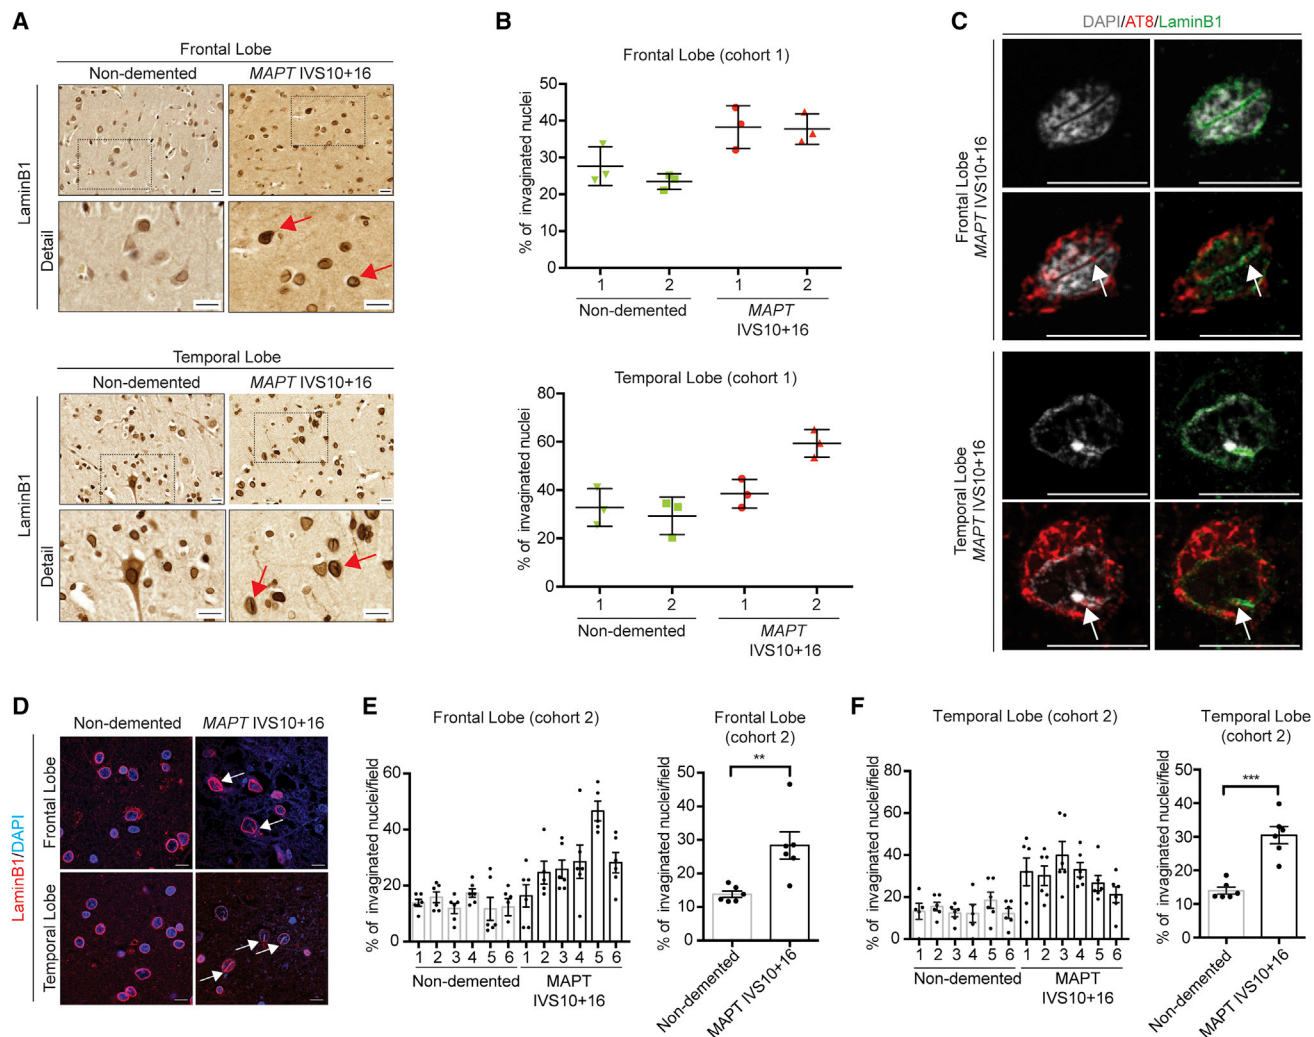 A
Frontal Lobe
Non-demented
MAPT IVS10+16
LaminB1
Detail
Temporal Lobe
Non-demented
MAPT IVS10+16
LaminB1
Detail
B
Frontal Lobe (cohort 1)
% of invaginated nuclei
50
40
30
20
10
0
1 2 1 2
Non-demented
MAPT
IVS10+16
Temporal Lobe (cohort 1)
% of invaginated nuclei
80
60
40
20
0
1 2 1 2
Non-demented
MAPT
IVS10+16
C
DAPI/AT8/LaminB1
Frontal Lobe
MAPT IVS10+16
Temporal Lobe
MAPT IVS10+16
D
Non-demented
MAPT IVS10+16
LaminB1/DAPI
Frontal Lobe
Temporal Lobe
E
Frontal Lobe (cohort 2)
% of invaginated nuclei/field
60
40
20
0
1 2 3 4 5 6 1 2 3 4 5 6
Non-demented
MAPT
IVS10+16
Frontal Lobe
(cohort 2)
% of invaginated nuclei/field
50
40
30
20
10
0
**
Non-demented
MAPT IVS10+16
F
Temporal Lobe (cohort 2)
% of invaginated nuclei/field
80
60
40
20
0
1 2 3 4 5 6 1 2 3 4 5 6
Non-demented
MAPT
IVS10+16
Temporal Lobe
(cohort 2)
% of invaginated nuclei/field
50
40
30
20
10
0
***
Non-demented
MAPT IVS10+16